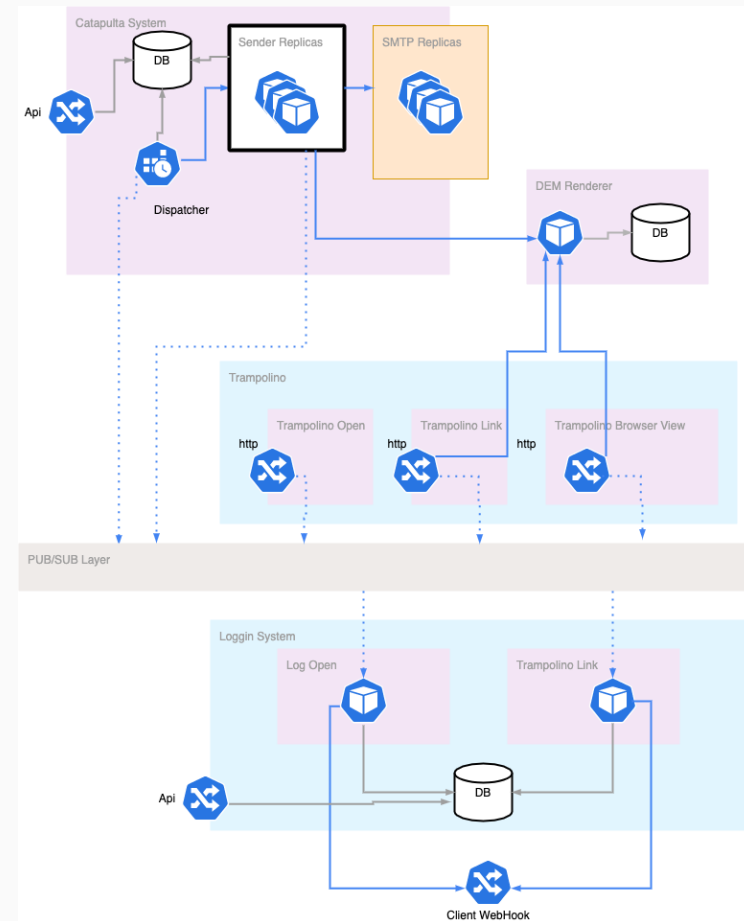 Catapulta System
DB
Sender Replicas
SMTP Replicas
Api
Dispatcher
DEM Renderer
DB
Trampolino
Trampolino Open
Trampolino Link
Trampolino Browser View
http
http
http
PUB/SUB Layer
Loggin System
Log Open
Trampolino Link
Api
DB
Client WebHook